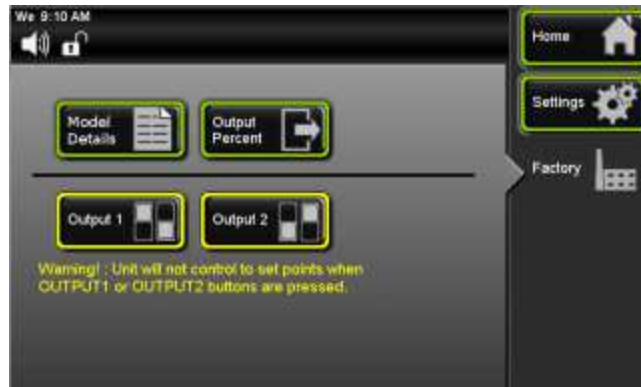 We 9:10 AM
Home
Settings
Factory
Model
Details
Output
Percent
Output 1
Output 2
Warning! : Unit will not control to set points when
OUTPUT1 or OUTPUT2 buttons are pressed.